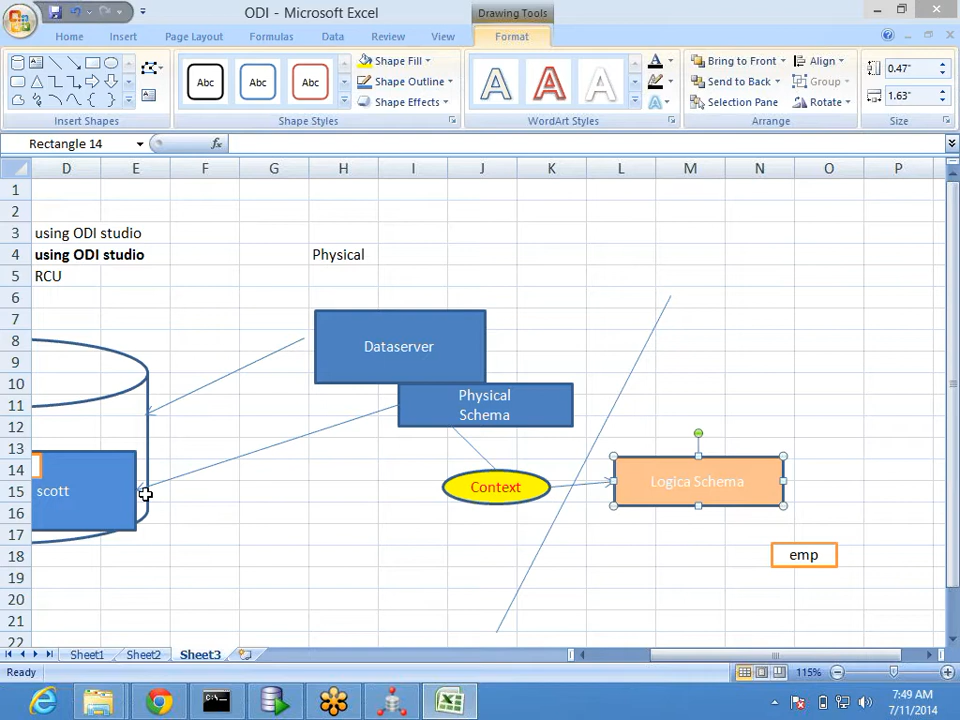 ODI - Microsoft Excel
Drawing Tools
Home Insert Page Layout Formulas Data Review View Format
Abc Abc Abc
Shape Fill
Shape Outline
Shape Effects
A A A
A
A
Bring to Front
Send to Back
Selection Pane
Align
Group
Rotate
0.47"
1.63"
Insert Shapes Shape Styles WordArt Styles Arrange Size
Rectangle 14 fx
D E F G H I J K L M N O P
1
2
3 using ODI studio
4 using ODI studio Physical
5 RCU
6
7
8 Dataserver
9
10 Physical
11 Schema
12
13
14
15 scott Context Logica Schema
16
17
18 emp
19
20
21
22
Sheet1 Sheet2 Sheet3
Ready 115%
7:49 AM
7/11/2014